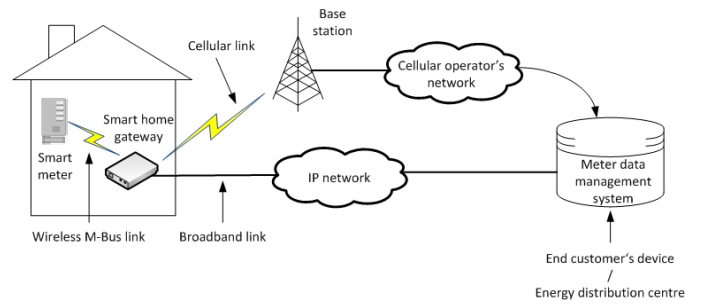 Base
station
Cellular link
Cellular operator's
network
Smart home
gateway
Smart
meter
IP network
Meter data
management
system
Wireless M-Bus link
Broadband link
End customer's device
/
Energy distribution centre